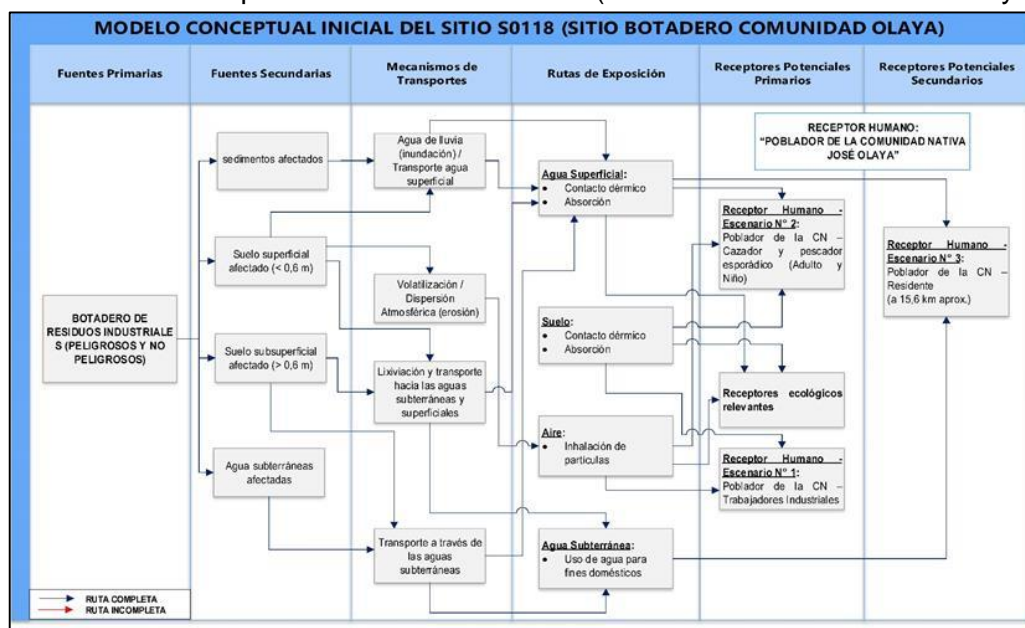 MODELO CONCEPTUAL INICIAL DEL SITIO S0118 (SITIO BOTADERO COMUNIDAD OLAYA)
Fuentes Primarias
Fuentes Secundarias
Mecanismos de
Transportes
Rutas de Exposición
Receptores Potenciales
Primarios
Receptores Potenciales
Secundarios
BOTADERO DE
RESIDUOS INDUSTRIALE
S (PELIGROSOS Y NO
PELIGROSOS)
sedimentos afectados
Suelo superficial
afectado (< 0,6 m)
Suelo subsuperficial
afectado (> 0,6 m)
Agua subterráneas
afectadas
Agua de lluvia
(inundación) /
Transporte agua
superficial
Volatilización /
Dispersión
Atmosférica (erosión)
Lixiviación y transporte
hacia las aguas
subterráneas y
superficiales
Transporte a través de
las aguas
subterráneas
Agua Superficial:
• Contacto dérmico
• Absorción
Suelo:
• Contacto dérmico
• Absorción
Aire:
• Inhalación de
partículas
Agua Subterránea:
• Uso de agua para
fines domésticos
RECEPTOR HUMANO:
“POBLADOR DE LA COMUNIDAD NATIVA
JOSÉ OLAYA”
Receptor Humano -
Escenario N° 2:
Poblador de la CN –
Cazador y pescador
esporádico (Adulto y
Niño)
Receptores ecológicos
relevantes
Receptor Humano -
Escenario N° 1:
Poblador de la CN –
Trabajadores Industriales
Receptor Humano -
Escenario N° 3:
Poblador de la CN –
Residente
(a 15,6 km aprox.)
RUTA COMPLETA
RUTA INCOMPLETA